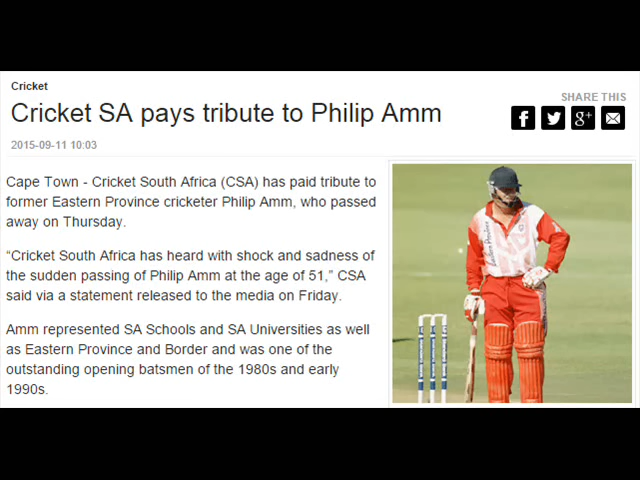 Cricket
Cricket SA pays tribute to Philip Amm
SHARE THIS
2015-09-11 10:03
Cape Town - Cricket South Africa (CSA) has paid tribute to
former Eastern Province cricketer Philip Amm, who passed
away on Thursday.
“Cricket South Africa has heard with shock and sadness of
the sudden passing of Philip Amm at the age of 51,” CSA
said via a statement released to the media on Friday.
Amm represented SA Schools and SA Universities as well
as Eastern Province and Border and was one of the
outstanding opening batsmen of the 1980s and early
1990s.
Eastern Province